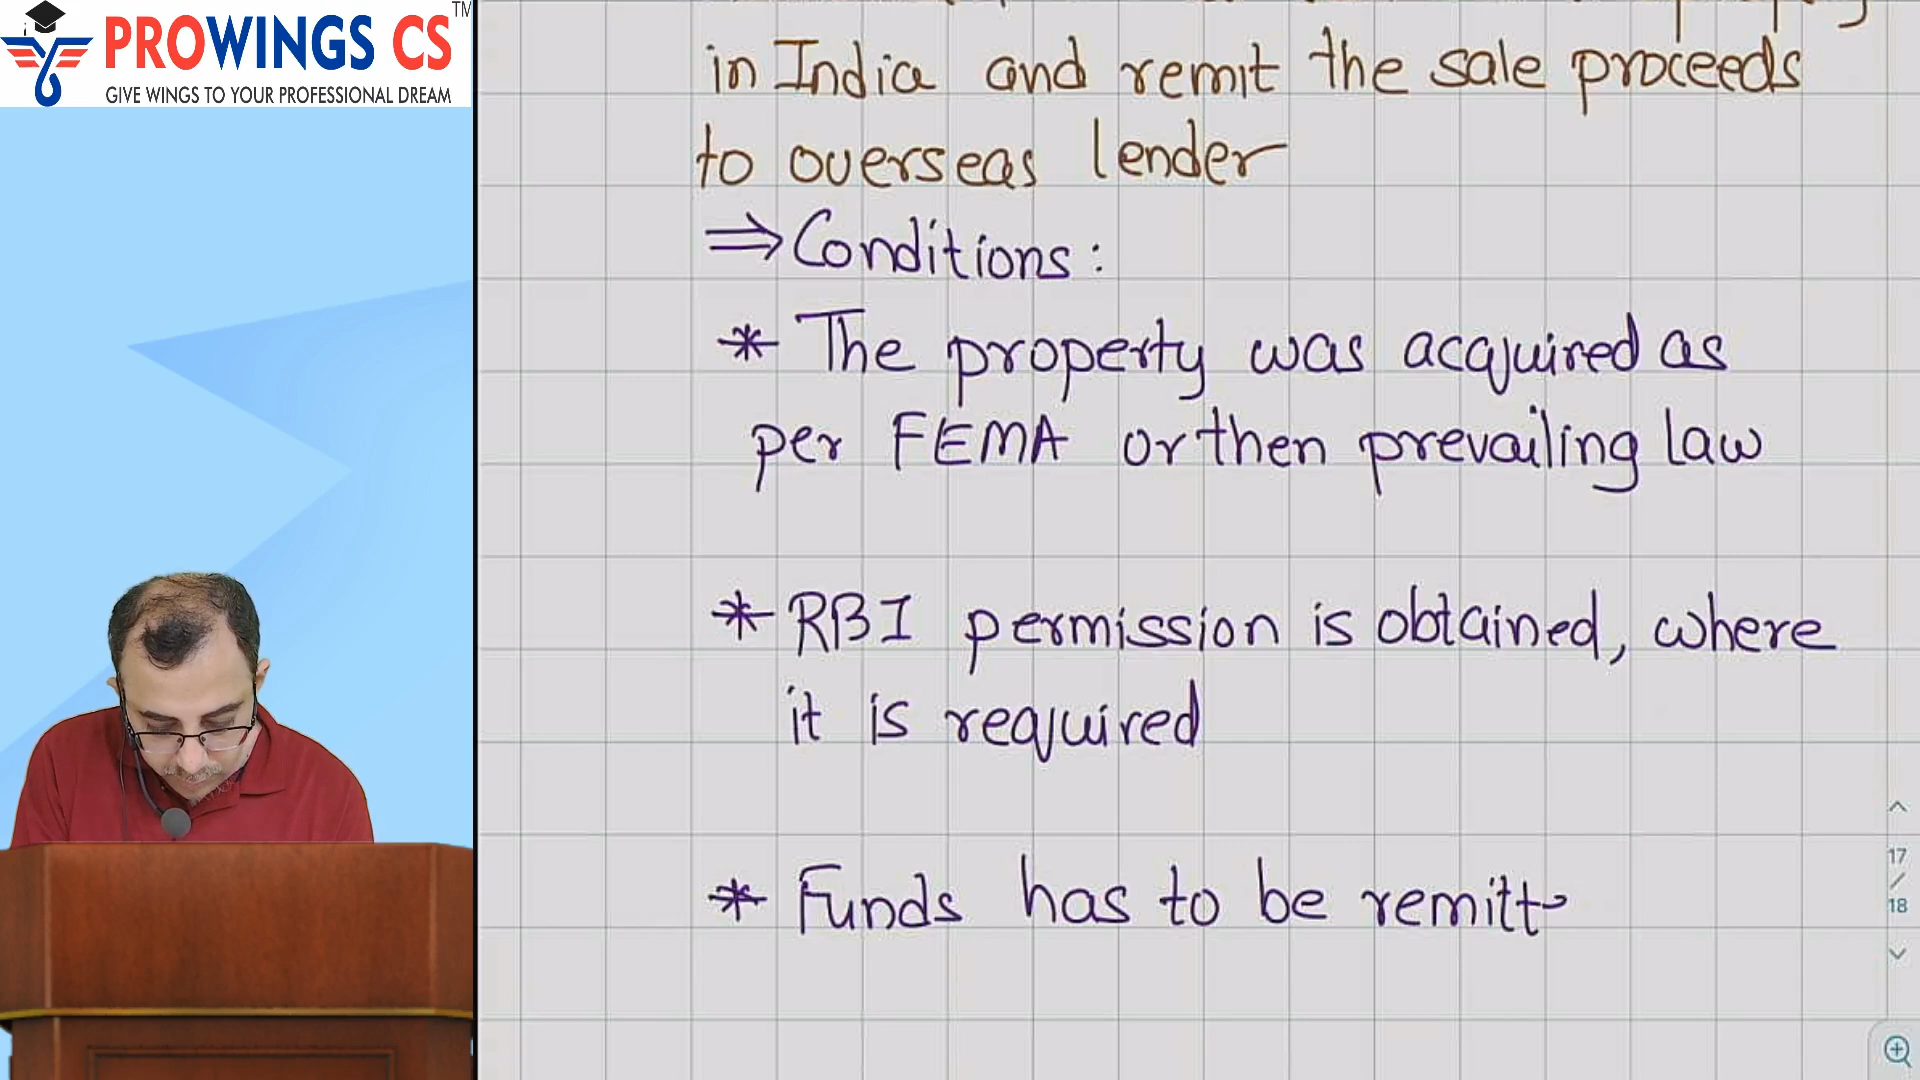 PROWINGS CS™
GIVE WINGS TO YOUR PROFESSIONAL DREAM
in India and remit the sale proceeds
to overseas lender
⇒ Conditions:
* The property was acquired as
per FEMA or then prevailing law
* RBI permission is obtained, where
it is required
* Funds has to be remitt
17
/
18